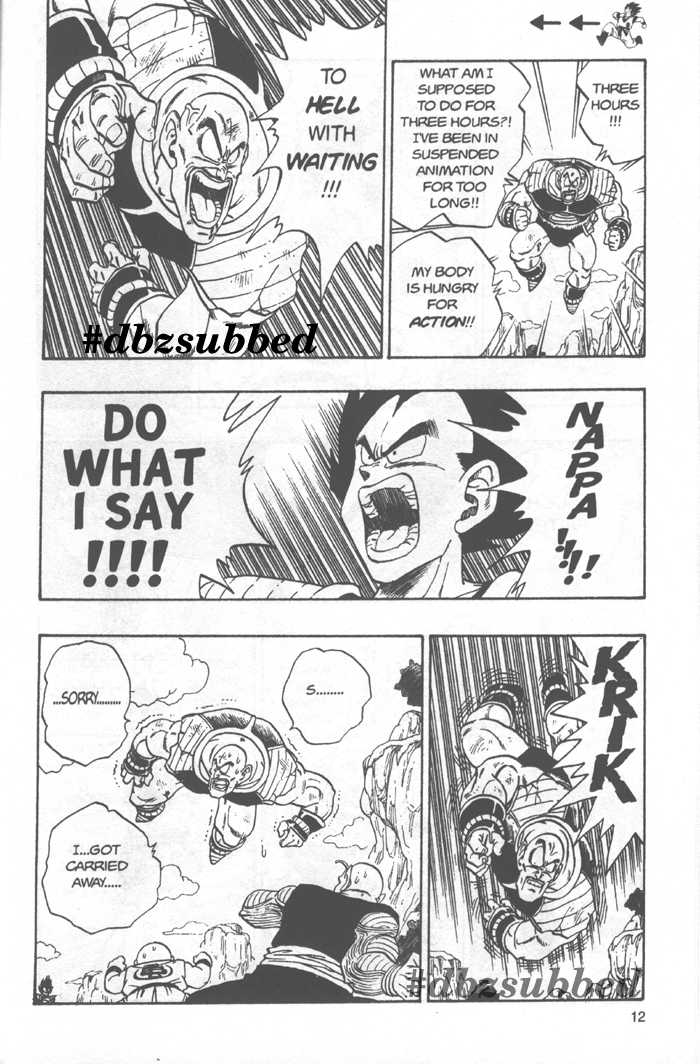 THREE
HOURS
!!!
WHAT AM I
SUPPOSED
TO DO FOR
THREE HOURS?!
I'VE BEEN IN
SUSPENDED
ANIMATION
FOR TOO
LONG!!
MY BODY
IS HUNGRY
FOR
ACTION!!
TO
HELL
WITH
WAITING
!!!
#dbzsubbed
NAPPA!!!!
DO
WHAT
I SAY
!!!!
KRIK
S.........
...SORRY.........
I...GOT
CARRIED
AWAY.....
#dbzsubbed
12